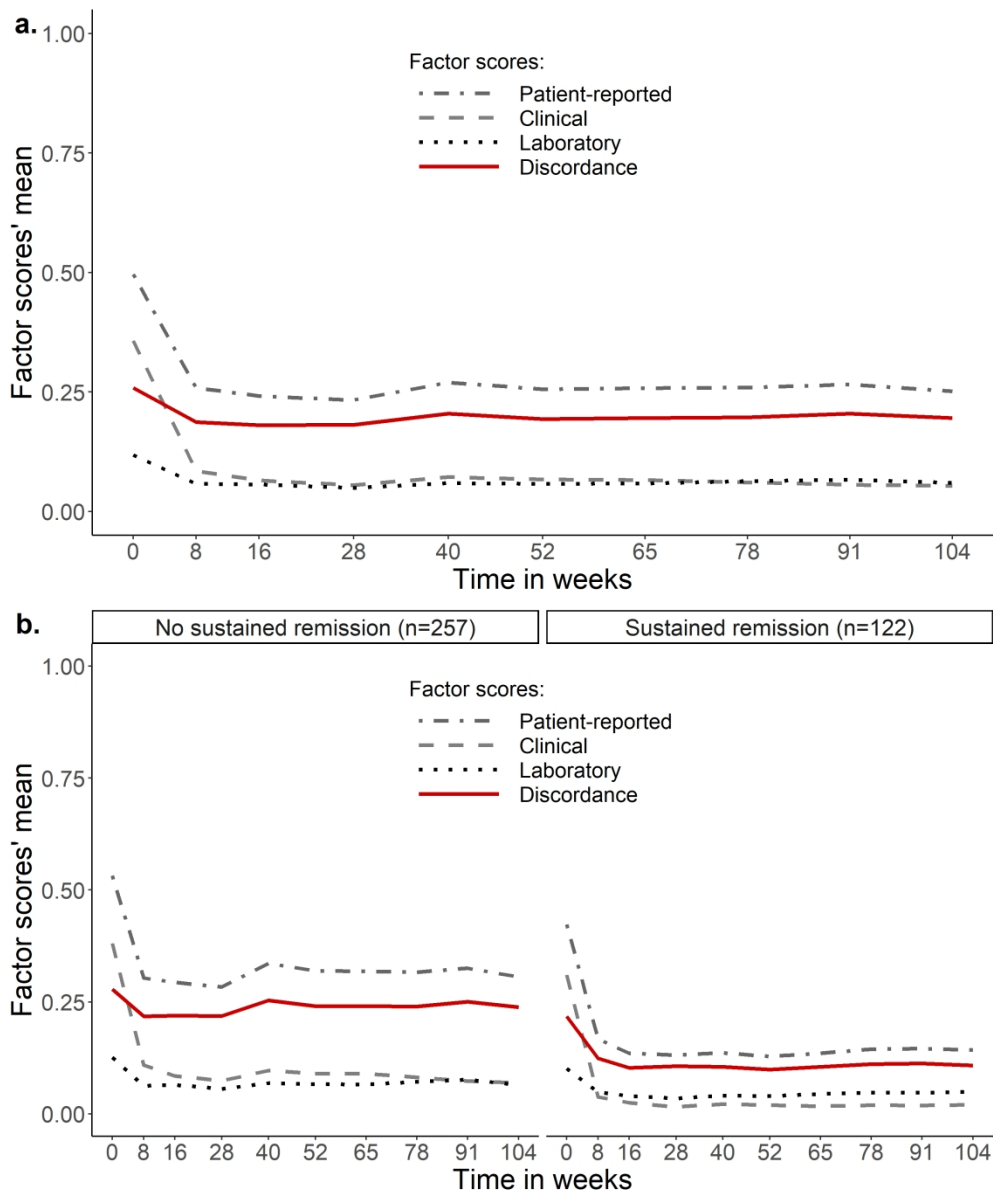 a.
Factor scores:
Patient-reported
Clinical
Laboratory
Discordance
Factor scores' mean
1.00
0.75
0.50
0.25
0.00
0 8 16 28 40 52 65 78 91 104
Time in weeks
b.
No sustained remission (n=257)
Sustained remission (n=122)
Factor scores:
Patient-reported
Clinical
Laboratory
Discordance
Factor scores' mean
1.00
0.75
0.50
0.25
0.00
0 8 16 28 40 52 65 78 91 104
0 8 16 28 40 52 65 78 91 104
Time in weeks
Time in weeks